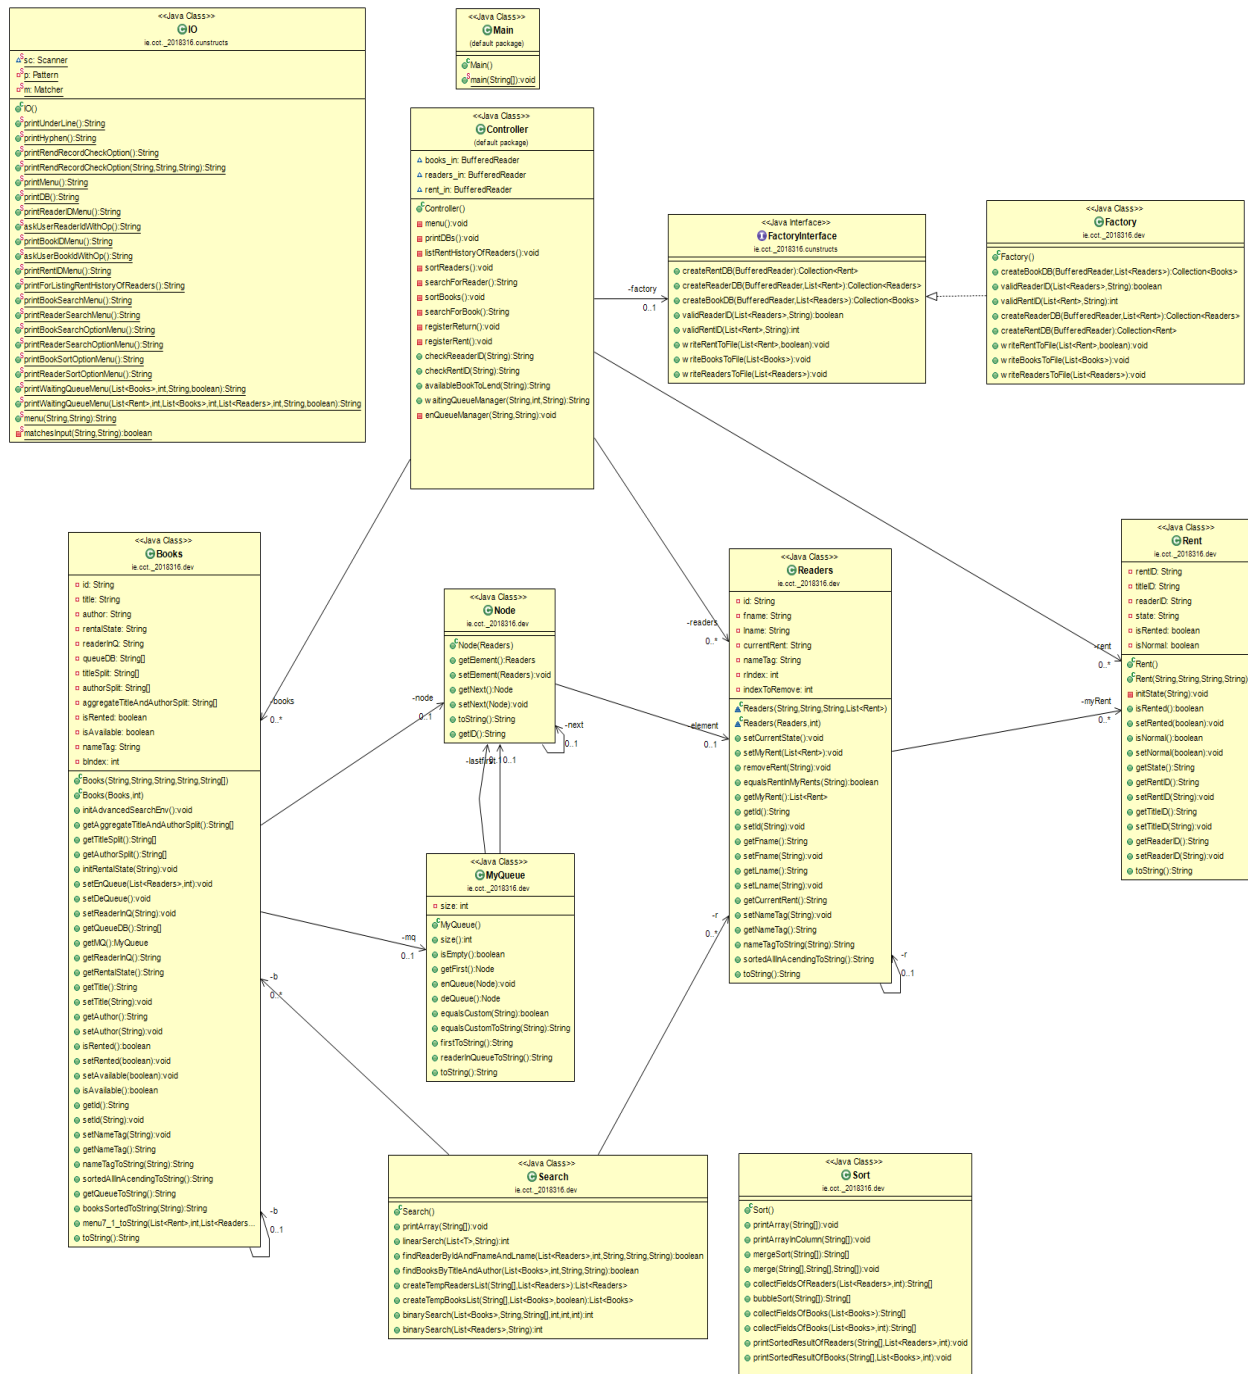 <<Java Class>>
IO
ie.cct._2018316.cunstructs
sc: Scanner
p: Pattern
m: Matcher
IO()
printUnderLine():String
printHyphen():String
printRendRecordCheckOption():String
printRendRecordCheckOption(String,String,String):String
printMenu():String
printDB():String
printReaderIDMenu():String
askUserReaderIdWithOp():String
printBookIDMenu():String
askUserBookIdWithOp():String
printRentIDMenu():String
printForListingRentHistoryOfReaders():String
printBookSearchMenu():String
printReaderSearchMenu():String
printBookSearchOptionMenu():String
printReaderSearchOptionMenu():String
printBookSortOptionMenu():String
printReaderSortOptionMenu():String
printWaitingQueueMenu(List<Books>,int,String,boolean):String
printWaitingQueueMenu(List<Rent>,int,List<Books>,int,List<Readers>,int,String,boolean):String
menu(String,String):String
matchesInput(String,String):boolean
<<Java Class>>
Main
(default package)
Main()
main(String[]):void
<<Java Class>>
Controller
(default package)
books_in: BufferedReader
readers_in: BufferedReader
rent_in: BufferedReader
Controller()
menu():void
printDBs():void
listRentHistoryOfReaders():void
sortReaders():void
searchForReader():String
sortBooks():void
searchForBook():String
registerReturn():void
registerRent():void
checkReeaderID(String):String
checkRentID(String):String
availableBookToLend(String):String
waitingQueueManager(String,int,String):String
enQueueManager(String,String):void
-factory
0..1
<<Java Interface>>
FactoryInterface
ie.cct._2018316.cunstructs
createRentDB(BufferedReader):Collection<Rent>
createReaderDB(BufferedReader,List<Rent>):Collection<Readers>
createBookDB(BufferedReader,List<Readers>):Collection<Books>
validReaderID(List<Readers>,String):boolean
validRentID(List<Rent>,String):int
writeRentToFile(List<Rent>,boolean):void
writeBooksToFile(List<Books>):void
writeReadersToFile(List<Readers>):void
<<Java Class>>
Factory
ie.cct._2018316.dev
Factory()
createBookDB(BufferedReader,List<Readers>):Collection<Books>
validReaderID(List<Readers>,String):boolean
validRentID(List<Rent>,String):int
createReaderDB(BufferedReader,List<Rent>):Collection<Readers>
createRentDB(BufferedReader):Collection<Rent>
writeRentToFile(List<Rent>,boolean):void
writeBooksToFile(List<Books>):void
writeReadersToFile(List<Readers>):void
<<Java Class>>
Books
ie.cct._2018316.dev
id: String
title: String
author: String
rentalState: String
readerInQ: String
queueDB: String[]
titleSplit: String[]
authorSplit: String[]
aggregateTitleAndAuthorSplit: String[]
isRented: boolean
isAvailable: boolean
nameTag: String
bIndex: int
Books(String,String,String,String,String[])
Books(Books,int)
initAdvancedSearchEnv():void
getAggregateTitleAndAuthorSplit():String[]
getTitleSplit():String[]
getAuthorSplit():String[]
initRentalState(String):void
setEnQueue(List<Readers>,int):void
setDeQueue():void
setReaderInQ(String):void
getQueueDB():String[]
getMQ():MyQueue
getReaderInQ():String
getRentalState():String
getTitle():String
setTitle(String):void
getAuthor():String
setAuthor(String):void
isRented():boolean
setRented(boolean):void
setAvailable(boolean):void
isAvailable():boolean
getId():String
setId(String):void
setNameTag(String):void
getNameTag():String
nameTagToString(String):String
sortedAllInAcendingToString():String
getQueueToString():String
booksSortedToString(String):String
menu7_1_toString(List<Rent>,int,List<Readers...
toString():String
-books
0..*
-node
0..1
-mq
0..1
-b
0..*
-b
0..1
<<Java Class>>
Node
ie.cct._2018316.dev
Node(Readers)
getElement():Readers
setElement(Readers):void
getNext():Node
setNext(Node):void
toString():String
getID():String
-next
0..1
-element
0..1
0..1
<<Java Class>>
MyQueue
ie.cct._2018316.dev
size: int
MyQueue()
size():int
isEmpty():boolean
getFirst():Node
enQueue(Node):void
deQueue():Node
equalsCustom(String):boolean
equalsCustomToString(String):String
firstToString():String
readerInQueueToString():String
toString():String
<<Java Class>>
Readers
ie.cct._2018316.dev
id: String
fname: String
lname: String
currentRent: String
nameTag: String
rIndex: int
indexToRemove: int
Readers(String,String,String,List<Rent>)
Readers(Readers,int)
setCurrentState():void
setMyRent(List<Rent>):void
removeRent(String):void
equalsRentInMyRents(String):boolean
getMyRent():List<Rent>
getId():String
setId(String):void
getFname():String
setFname(String):void
getLname():String
setLname(String):void
getCurrentRent():String
setNameTag(String):void
getNameTag():String
nameTagToString(String):String
sortedAllInAcendingToString():String
toString():String
-readers
0..*
-r
0..*
-r
0..1
<<Java Class>>
Rent
ie.cct._2018316.dev
rentID: String
titleID: String
readerID: String
state: String
isRented: boolean
isNormal: boolean
Rent()
Rent(String,String,String,String)
initState(String):void
isRented():boolean
setRented(boolean):void
isNormal():boolean
setNormal(boolean):void
getState():String
getRentID():String
setRentID(String):void
getTitleID():String
setTitleID(String):void
getReaderID():String
setReaderID(String):void
toString():String
-rent
0..*
-myRent
0..*
<<Java Class>>
Search
ie.cct._2018316.dev
Search()
printArray(String[]):void
linearSerch(List<T>,String):int
findReaderByIdAndFnameAndLname(List<Readers>,int,String,String,String):boolean
findBooksByTitleAndAuthor(List<Books>,int,String,String):boolean
createTempReadersList(String[],List<Readers>):List<Readers>
createTempBooksList(String[],List<Books>,boolean):List<Books>
binarySearch(List<Books>,String,String[],int,int,int):int
binarySearch(List<Readers>,String):int
<<Java Class>>
Sort
ie.cct._2018316.dev
Sort()
printArray(String[]):void
printArrayInColumn(String[]):void
mergeSort(String[]):String[]
merge(String[],String[],String[]):void
collectFieldsOfReaders(List<Readers>,int):String[]
bubbleSort(String[]):String[]
collectFieldsOfBooks(List<Books>):String[]
collectFieldsOfBooks(List<Books>,int):String[]
printSortedResultOfReaders(String[],List<Readers>,int):void
printSortedResultOfBooks(String[],List<Books>,int):void